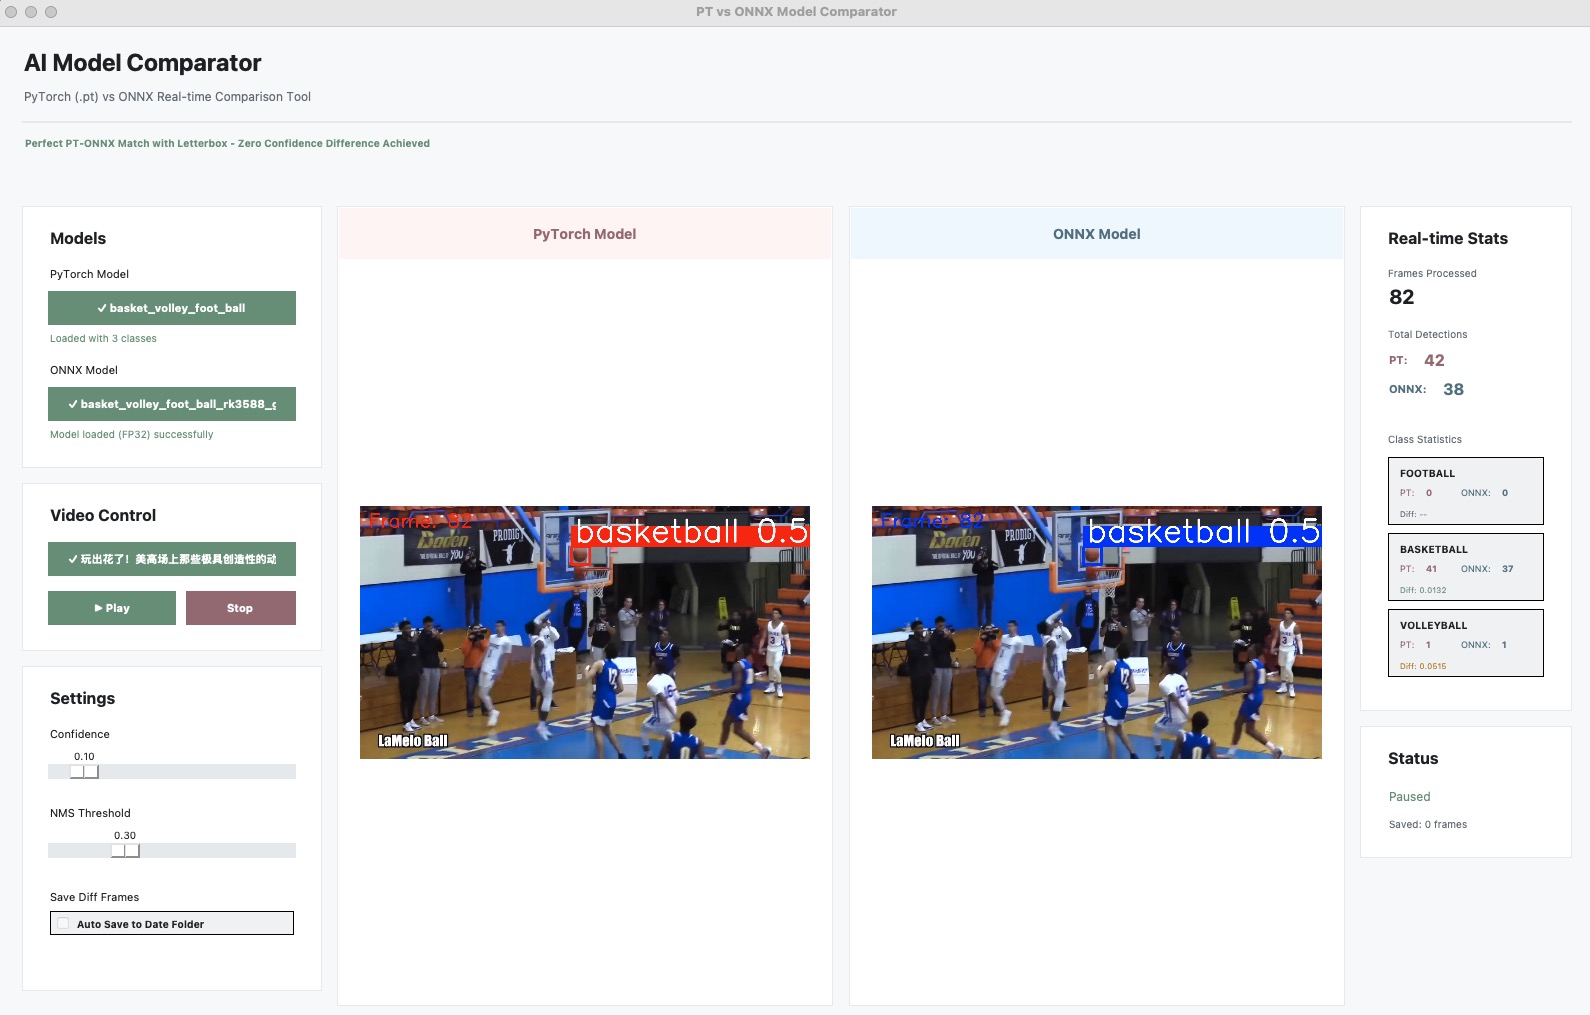 PT vs ONNX Model Comparator
AI Model Comparator
PyTorch (.pt) vs ONNX Real-time Comparison Tool
Perfect PT-ONNX Match with Letterbox - Zero Confidence Difference Achieved
Models
PyTorch Model
✓ basket_volley_foot_ball
Loaded with 3 classes
ONNX Model
✓ basket_volley_foot_ball_rk3588_
Model loaded (FP32) successfully
Video Control
✓ 玩出花了！美高场上那些极具创造性的动
▶ Play
Stop
Settings
Confidence
0.10
NMS Threshold
0.30
Save Diff Frames
Auto Save to Date Folder
PyTorch Model
Frame: 82
basketball 0.5
Boden
YOU
PRODIGY
LaMelo Ball
ONNX Model
Frame: 82
basketball 0.5
Boden
YOU
PRODIGY
LaMelo Ball
Real-time Stats
Frames Processed
82
Total Detections
PT: 42
ONNX: 38
Class Statistics
FOOTBALL
PT: 0 ONNX: 0
Diff: --
BASKETBALL
PT: 41 ONNX: 37
Diff: 0.0132
VOLLEYBALL
PT: 1 ONNX: 1
Diff: 0.0515
Status
Paused
Saved: 0 frames